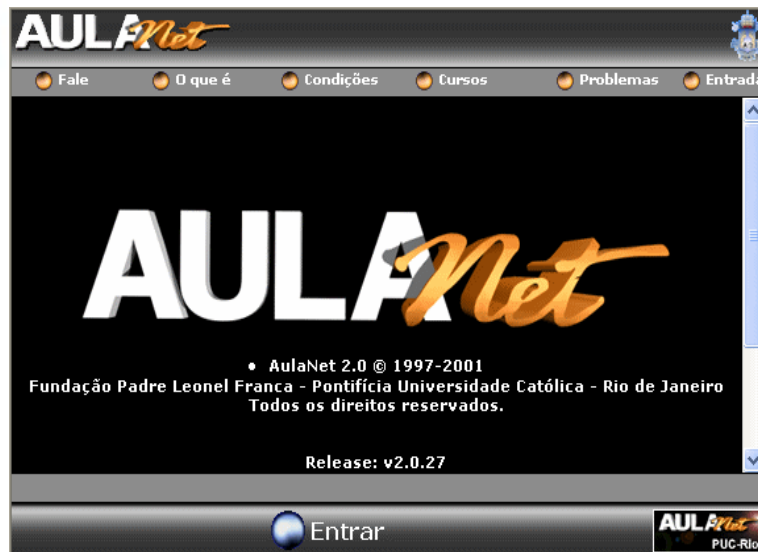 AULANet
Fale O que é Condições Cursos Problemas Entrada
AULANet
• AulaNet 2.0 © 1997-2001
Fundação Padre Leonel Franca - Pontifícia Universidade Católica - Rio de Janeiro
Todos os direitos reservados.
Release: v2.0.27
Entrar
AULANet
PUC-Rio